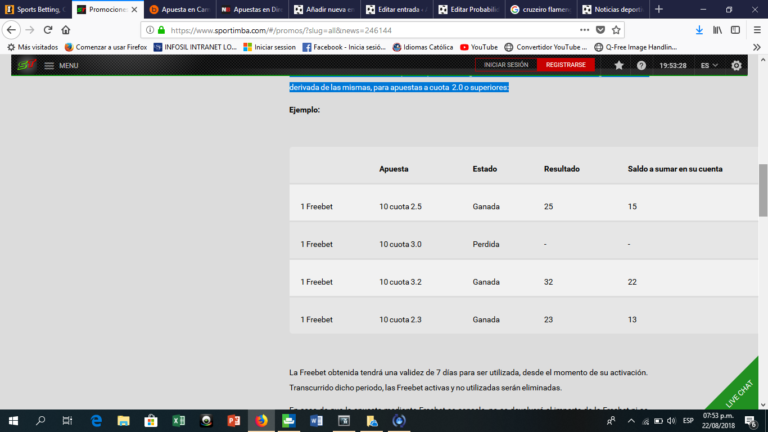 Sports Betting, C
Promociones
Apuesta en Cam
Apuestas en Dire
Añadir nueva en
Editar entrada ‹ A
Editar Probabilid
cruzeiro flameng
Noticias deportiv
https://www.sportimba.com/#/promos/?slug=all&news=246144
Más visitados
Comenzar a usar Firefox
INFOSIL INTRANET LO...
Iniciar session
Facebook - Inicia sesió...
Idiomas Católica
YouTube
Convertidor YouTube ...
Q-Free Image Handlin...
MENU
INICIAR SESIÓN
REGISTRARSE
19:53:28
ES
derivada de las mismas, para apuestas a cuota 2.0 o superiores:
Ejemplo:
Apuesta Estado Resultado Saldo a sumar en su cuenta
1 Freebet 10 cuota 2.5 Ganada 25 15
1 Freebet 10 cuota 3.0 Perdida - -
1 Freebet 10 cuota 3.2 Ganada 32 22
1 Freebet 10 cuota 2.3 Ganada 23 13
La Freebet obtenida tendrá una validez de 7 días para ser utilizada, desde el momento de su activación.
Transcurrido dicho periodo, las Freebet activas y no utilizadas serán eliminadas.
LIVE CHAT
ESP
07:53 p.m.
22/08/2018